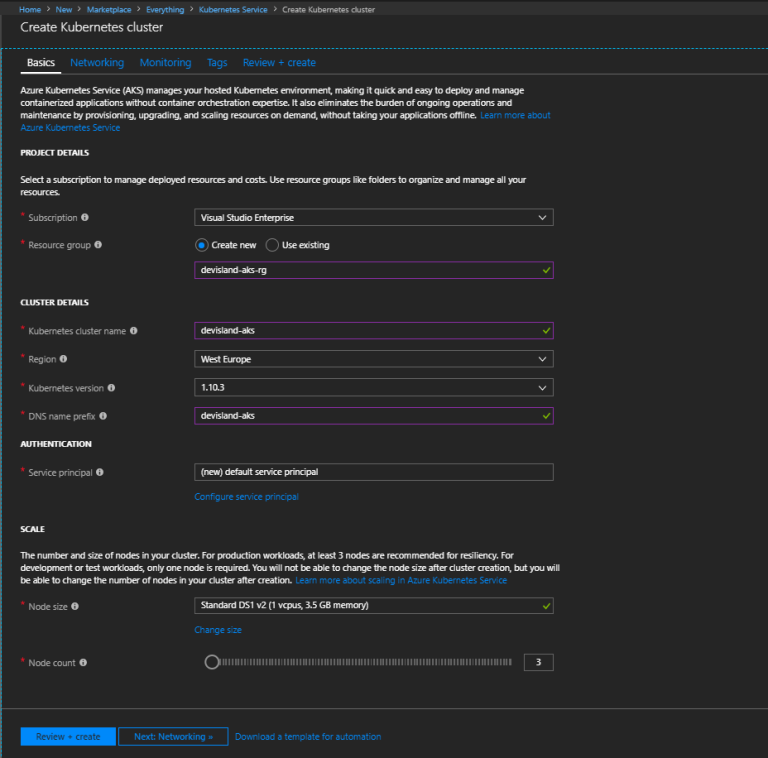 Home > New > Marketplace > Everything > Kubernetes Service > Create Kubernetes cluster
Create Kubernetes cluster
Basics Networking Monitoring Tags Review + create
Azure Kubernetes Service (AKS) manages your hosted Kubernetes environment, making it quick and easy to deploy and manage
containerized applications without container orchestration expertise. It also eliminates the burden of ongoing operations and
maintenance by provisioning, upgrading, and scaling resources on demand, without taking your applications offline. Learn more about
Azure Kubernetes Service
PROJECT DETAILS
Select a subscription to manage deployed resources and costs. Use resource groups like folders to organize and manage all your
resources.
* Subscription Visual Studio Enterprise
* Resource group Create new Use existing
devisland-aks-rg
CLUSTER DETAILS
* Kubernetes cluster name devisland-aks
* Region West Europe
* Kubernetes version 1.10.3
* DNS name prefix devisland-aks
AUTHENTICATION
* Service principal (new) default service principal
Configure service principal
SCALE
The number and size of nodes in your cluster. For production workloads, at least 3 nodes are recommended for resiliency. For
development or test workloads, only one node is required. You will not be able to change the node size after cluster creation, but you will
be able to change the number of nodes in your cluster after creation. Learn more about scaling in Azure Kubernetes Service
* Node size Standard DS1 v2 (1 vcpus, 3.5 GB memory)
Change size
* Node count 3
Review + create Next: Networking » Download a template for automation